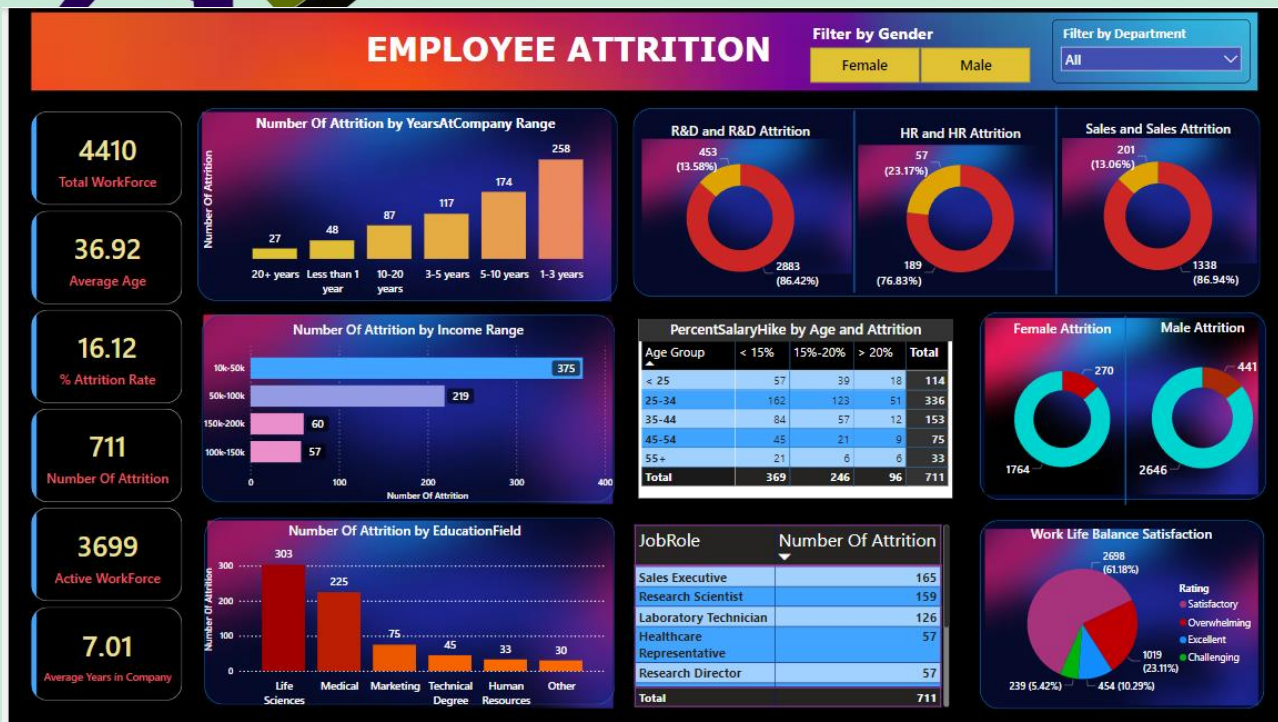 EMPLOYEE ATTRITION
Filter by Gender
Female
Male
Filter by Department
All
4410
Total WorkForce
36.92
Average Age
16.12
% Attrition Rate
711
Number Of Attrition
3699
Active WorkForce
7.01
Average Years in Company
Number Of Attrition by YearsAtCompany Range
Number Of Attrition
27
48
87
117
174
258
20+ years
Less than 1 year
10-20 years
3-5 years
5-10 years
1-3 years
R&D and R&D Attrition
453
(13.58%)
2883
(86.42%)
HR and HR Attrition
57
(23.17%)
189
(76.83%)
Sales and Sales Attrition
201
(13.06%)
1338
(86.94%)
Number Of Attrition by Income Range
10k-50k
375
50k-100k
219
150k-200k
60
100k-150k
57
0 100 200 300 400
Number Of Attrition
PercentSalaryHike by Age and Attrition
Age Group < 15% 15%-20% > 20% Total
< 25 57 39 18 114
25-34 162 123 51 336
35-44 84 57 12 153
45-54 45 21 9 75
55+ 21 6 6 33
Total 369 246 96 711
Female Attrition
270
1764
Male Attrition
441
2646
Number Of Attrition by EducationField
Number Of Attrition
300
200
100
0
303
225
75
45
33
30
Life Sciences
Medical
Marketing
Technical Degree
Human Resources
Other
JobRole Number Of Attrition
Sales Executive 165
Research Scientist 159
Laboratory Technician 126
Healthcare Representative 57
Research Director 57
Total 711
Work Life Balance Satisfaction
2698
(61.18%)
1019
(23.11%)
454 (10.29%)
239 (5.42%)
Rating
Satisfactory
Overwhelming
Excellent
Challenging